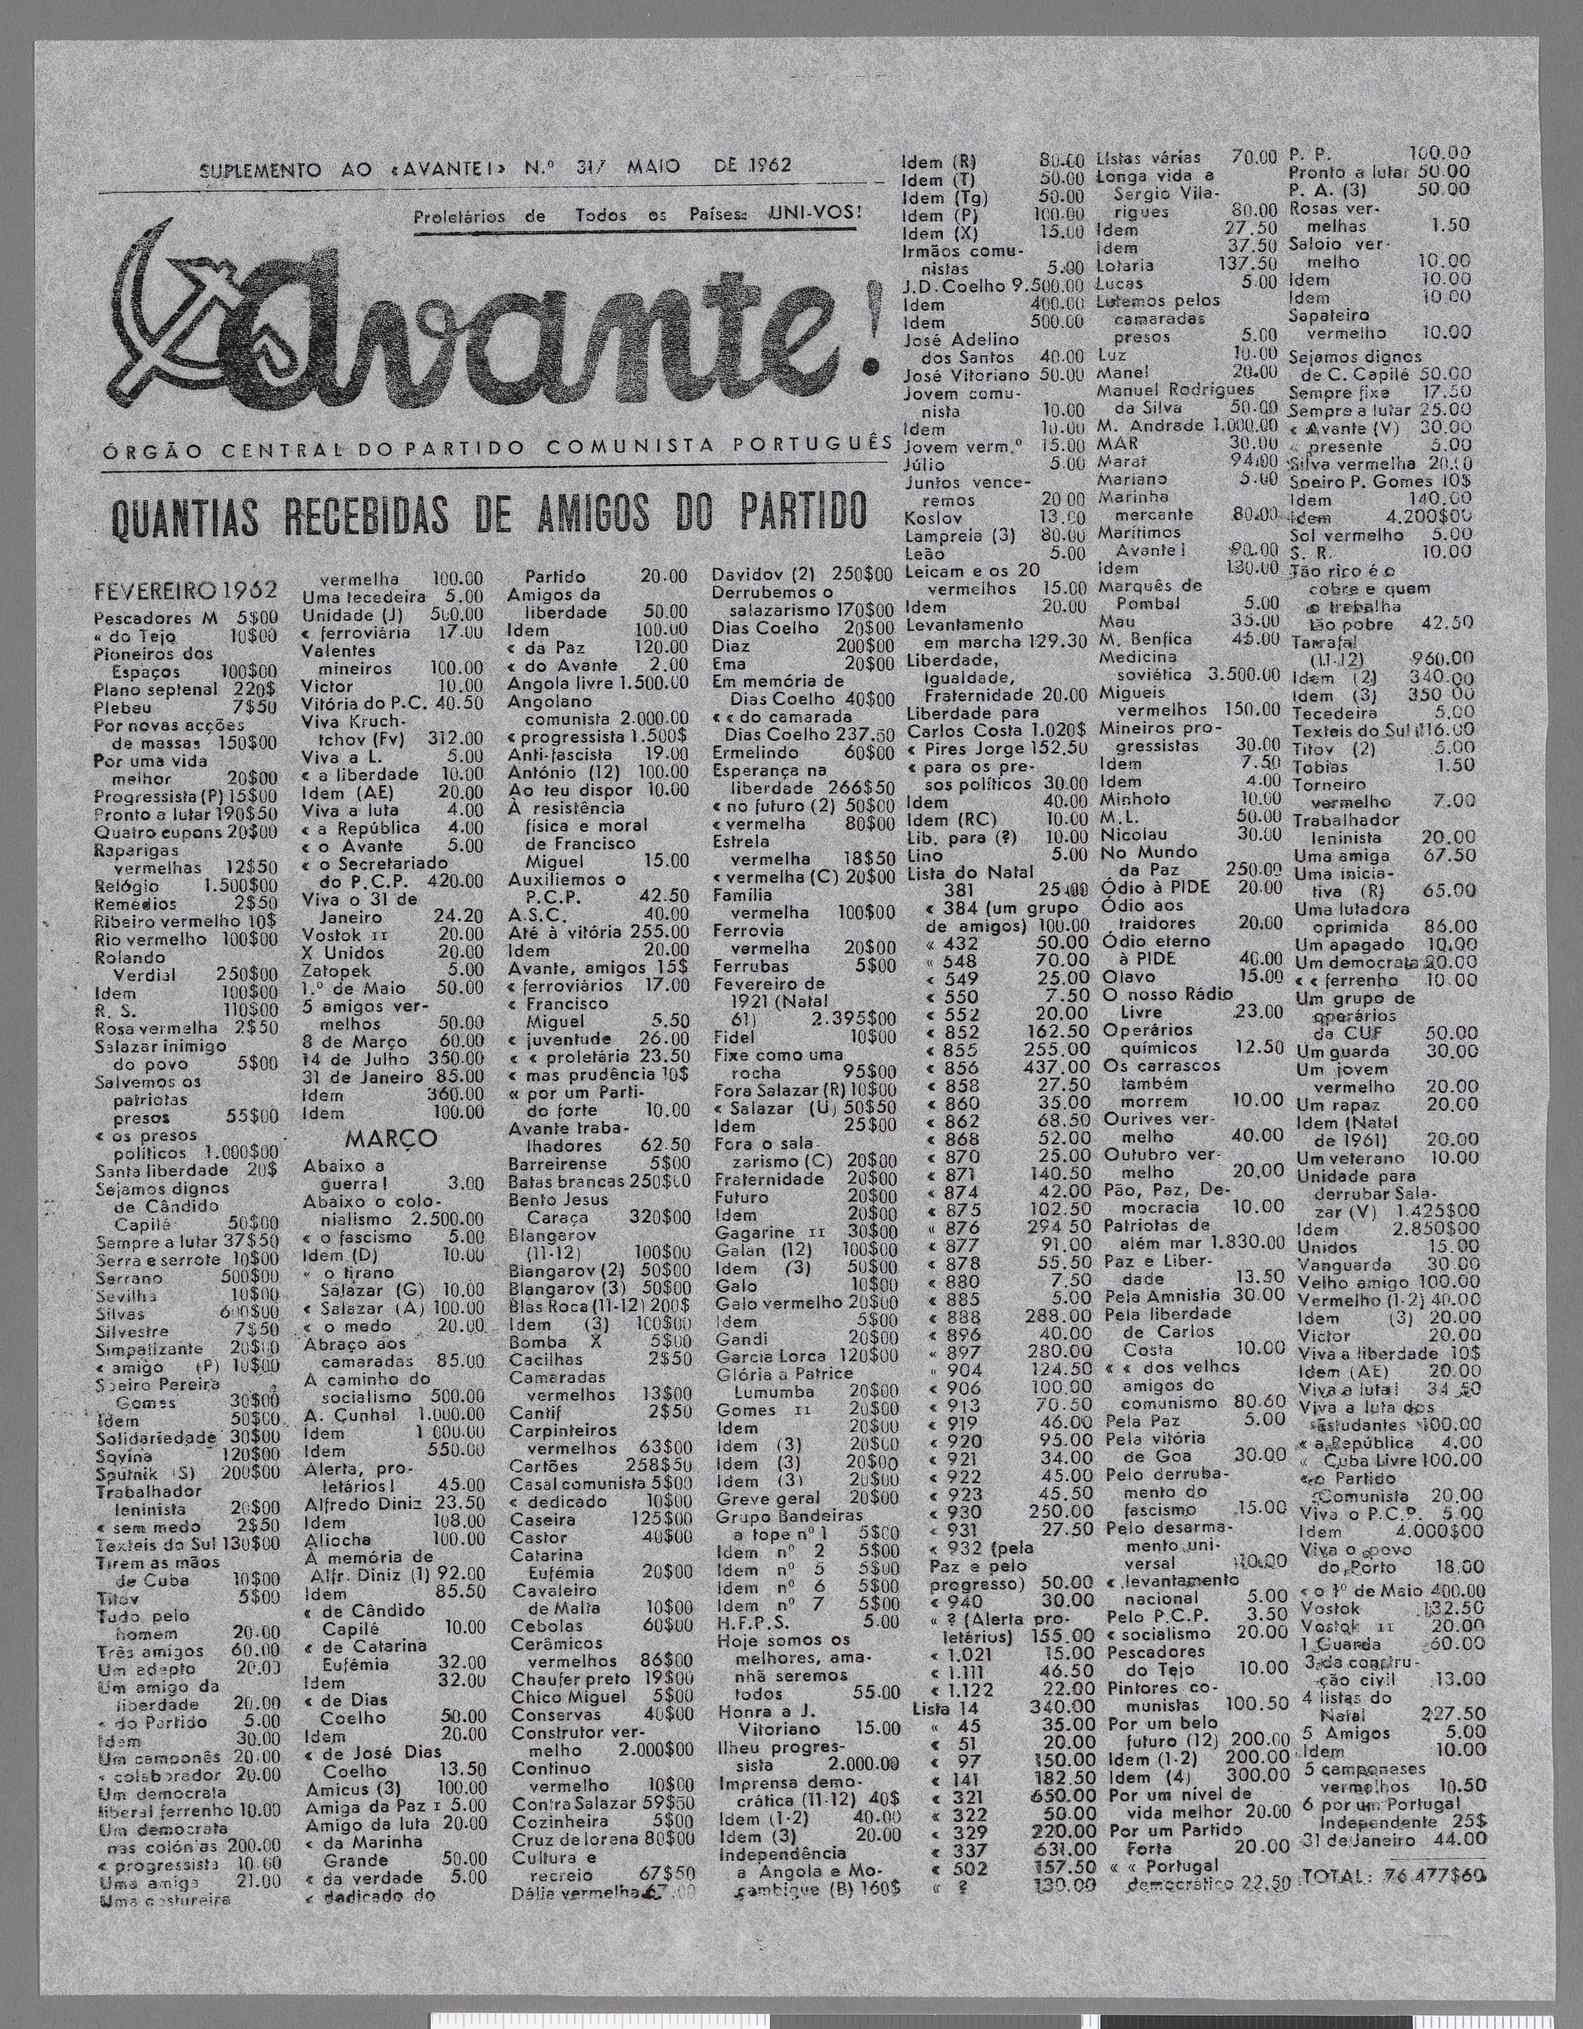 SUPLEMENTO AO «AVANTE!» N.º 317 MAIO DE 1962
Proletários de Todos os Países: UNI-VOS!
avante!
ÓRGÃO CENTRAL DO PARTIDO COMUNISTA PORTUGUÊS
QUANTIAS RECEBIDAS DE AMIGOS DO PARTIDO
FEVEREIRO 1962
Pescadores M 5$00
« do Tejo 10$00
Pioneiros dos
Espaços 100$00
Plano septenal 220$
Plebeu 7$50
Por novas acções
de massas 150$00
Por uma vida
melhor 20$00
Progressista (P) 15$00
Pronto a lutar 190$50
Quatro cupons 20$00
Raparigas
vermelhas 12$50
Relógio 1.500$00
Remédios 2$50
Ribeiro vermelho 10$
Rio vermelho 100$00
Rolando
Verdial 250$00
Idem 100$00
R. S. 110$00
Rosa vermelha 2$50
Salazar inimigo
do povo 5$00
Salvemos os
patriotas
presos 55$00
« os presos
políticos 1.000$00
Santa liberdade 20$
Sejamos dignos
de Cândido
Capilé 50$00
Sempre a lutar 37$50
Serra e serrote 10$00
Serrano 500$00
Sevilha 10$00
Silvas
Silvestre 7$50
Simpatizante
« amigo (P) 10$00
Soeiro Pereira
Gomes 30$00
Idem 50$00
Solidariedade 30$00
Sovina 120$00
Sputnik (S) 200$00
Trabalhador
leninista 20$00
« sem medo 2$50
Texteis do Sul 130$00
Tirem as mãos
de Cuba 10$00
Titov 5$00
Tudo pelo
homem 20.00
Três amigos 60.00
Um adepto 20.00
Um amigo da
liberdade 20.00
« do Partido 5.00
Idem 30.00
Um camponês 20.00
« colaborador 20.00
Um democrata
liberal ferrenho 10.00
Um democrata
nas colónias 200.00
« progressista 10.00
Uma amiga 21.00
Uma costureira
vermelha 100.00
Uma tecedeira 5.00
Unidade (J) 500.00
« ferroviária 17.00
Valentes
mineiros 100.00
Victor 10.00
Vitória do P.C. 40.50
Viva Kruch-
tchov (Fv) 312.00
Viva a L. 5.00
« a liberdade 10.00
Idem (AE) 20.00
Viva a luta 4.00
« a República 4.00
« o Avante 5.00
« o Secretariado
do P.C.P. 420.00
Viva o 31 de
Janeiro 24.20
Vostok II 20.00
X Unidos 20.00
Zatopek 5.00
1.º de Maio 50.00
5 amigos ver-
melhos 50.00
8 de Março 60.00
14 de Julho 350.00
31 de Janeiro 85.00
Idem 360.00
Idem 100.00
MARÇO
Abaixo a
guerra! 3.00
Abaixo o colo-
nialismo 2.500.00
« o fascismo 5.00
Idem (D) 10.00
« o tirano
Salazar (G) 10.00
« Salazar (A) 100.00
« o medo 20.00
Abraço aos
camaradas 85.00
A caminho do
socialismo 500.00
A. Cunhal 1.000.00
Idem 1 000.00
Idem 550.00
Alerta, pro-
letários! 45.00
Alfredo Diniz 23.50
Idem 108.00
Aliocha 100.00
À memória de
Alfr. Diniz (1) 92.00
Idem 85.50
« de Cândido
Capilé 10.00
« de Catarina
Eufémia 32.00
Idem 32.00
« de Dias
Coelho 50.00
Idem 20.00
« de José Dias
Coelho 13.50
Amicus (3) 100.00
Amiga da Paz I 5.00
Amigo da luta 20.00
« da Marinha
Grande 50.00
« da verdade 5.00
« dedicado do
Partido 20.00
Amigos da
liberdade 50.00
Idem 100.00
« da Paz 120.00
« do Avante 2.00
Angola livre 1.500.00
Angolano
comunista 2.000.00
« progressista 1.500$
Anti-fascista 19.00
António (12) 100.00
Ao teu dispor 10.00
À resistência
física e moral
de Francisco
Miguel 15.00
Auxiliemos o
P.C.P. 42.50
A.S.C. 40.00
Até à vitória 255.00
Idem 20.00
Avante, amigos 15$
« ferroviários 17.00
« Francisco
Miguel 5.50
« juventude 26.00
« « proletária 23.50
« mas prudência 10$
« por um Parti-
do forte 10.00
Avante traba-
lhadores 62.50
Barreirense 5$00
Batas brancas 250$00
Bento Jesus
Caraça 320$00
Blangarov
(11-12) 100$00
Blangarov (2) 50$00
Blangarov (3) 50$00
Blas Roca (11-12) 200$
Idem (3) 100$00
Bomba X 5$00
Cacilhas 2$50
Camaradas
vermelhos 13$00
Cantif 2$50
Carpinteiros
vermelhos 63$00
Cartões 258$50
Casal comunista 5$00
« dedicado 10$00
Caseira 125$00
Castor 40$00
Catarina
Eufémia 20$00
Cavaleiro
de Malta 10$00
Cebolas 60$00
Cerâmicos
vermelhos 86$00
Chaufer preto 19$00
Chico Miguel 5$00
Conservas 40$00
Construtor ver-
melho 2.000$00
Contínuo
vermelho 10$00
Contra Salazar 59$50
Cozinheira 5$00
Cruz de lorena 80$00
Cultura e
recreio 67$50
Dália vermelha
Davidov (2) 250$00
Derrubemos o
salazarismo 170$00
Dias Coelho 20$00
Diaz 200$00
Ema 20$00
Em memória de
Dias Coelho 40$00
« « do camarada
Dias Coelho 237.50
Ermelindo 60$00
Esperança na
liberdade 266$50
« no futuro (2) 50$00
« vermelha 80$00
Estrela
vermelha 18$50
« vermelha (C) 20$00
Família
vermelha 100$00
Ferrovia
vermelha 20$00
Ferrubas 5$00
Fevereiro de
1921 (Natal
61) 2.395$00
Fidel 10$00
Fixe como uma
rocha 95$00
Fora Salazar (R) 10$00
« Salazar (U) 50$50
Idem 25$00
Fora o sala-
zarismo (C) 20$00
Fraternidade 20$00
Futuro 20$00
Idem 20$00
Gagarine II 30$00
Galan (12) 100$00
Idem (3) 50$00
Galo 10$00
Galo vermelho 20$00
Idem 5$00
Gandi 20$00
Garcia Lorca 120$00
Glória a Patrice
Lumumba 20$00
Gomes II 20$00
Idem 20$00
Idem (3) 20$00
Idem (3) 20$00
Idem (3) 20$00
Greve geral 20$00
Grupo Bandeiras
a tope nº 1 5$00
Idem nº 2 5$00
Idem nº 5 5$00
Idem nº 6 5$00
Idem nº 7 5$00
H.F.P.S. 5.00
Hoje somos os
melhores, ama-
nhã seremos
todos 55.00
Honra a J.
Vitoriano 15.00
Ilheu progres-
sista 2.000.00
Imprensa demo-
crática (11-12) 40$
Idem (1-2) 40.00
Idem (3) 20.00
Independência
a Angola e Mo-
çambique (B) 160$
Idem (R) 80.00
Idem (T) 50.00
Idem (Tg) 50.00
Idem (P) 100.00
Idem (X) 15.00
Irmãos comu-
nistas 5.00
J.D. Coelho 9.500.00
Idem 400.00
Idem 500.00
José Adelino
dos Santos 40.00
José Vitoriano 50.00
Jovem comu-
nista 10.00
Idem 10.00
Jovem verm.º 15.00
Júlio 5.00
Juntos vence-
remos 20 00
Koslov 13.00
Lampreia (3) 80.00
Leão 5.00
Leicam e os 20
vermelhos 15.00
Idem 20.00
Levantamento
em marcha 129.30
Liberdade,
Igualdade,
Fraternidade 20.00
Liberdade para
Carlos Costa 1.020$
« Pires Jorge 152.50
« para os pre-
sos políticos 30.00
Idem 40.00
Idem (RC) 10.00
Lib. para (?) 10.00
Lino 5.00
Lista do Natal
381 25.00
« 384 (um grupo
de amigos) 100.00
« 432 50.00
« 548 70.00
« 549 25.00
« 550 7.50
« 552 20.00
« 852 162.50
« 855 255.00
« 856 437.00
« 858 27.50
« 860 35.00
« 862 68.50
« 868 52.00
« 870 25.00
« 871 140.50
« 874 42.00
« 875 102.50
« 876 294 50
« 877 91.00
« 878 55.50
« 880 7.50
« 885 5.00
« 888 288.00
« 896 40.00
« 897 280.00
« 904 124.50
« 906 100.00
« 913 70.50
« 919 46.00
« 920 95.00
« 921 34.00
« 922 45.00
« 923 45.50
« 930 250.00
« 931 27.50
« 932 (pela
Paz e pelo
progresso) 50.00
« 940 30.00
« ? (Alerta pro-
letários) 155.00
« 1.021 15.00
« 1.111 46.50
« 1.122 22.00
Lista 14 340.00
« 45 35.00
« 51 20.00
« 97 150.00
« 141 182.50
« 321 650.00
« 322 50.00
« 329 220.00
« 337 631.00
« 502 157.50
« ? 130.00
Listas várias 70.00
Longa vida a
Sergio Vila-
rigues 80.00
Idem 27.50
Idem 37.50
Lotaria 137.50
Lucas 5.00
Lutemos pelos
camaradas
presos 5.00
Luz 10.00
Manel 20.00
Manuel Rodrigues
da Silva 50.00
M. Andrade 1.000.00
MAR 30.00
Marat 94.00
Mariano 5.00
Marinha
mercante 80.00
Marítimos
Avante! 90.00
Idem 130.00
Marquês de
Pombal 5.00
Mau 35.00
M. Benfica 45.00
Medicina
soviética 3.500.00
Migueis
vermelhos 150.00
Mineiros pro-
gressistas 30.00
Idem 7.50
Idem 4.00
Minhoto 10.00
M.L. 50.00
Nicolau 30.00
No Mundo
da Paz 250.00
Ódio à PIDE 20.00
Ódio aos
traidores 20.00
Ódio eterno
à PIDE 40.00
Olavo 15.00
O nosso Rádio
Livre 23.00
Operários
químicos 12.50
Os carrascos
também
morrem 10.00
Ourives ver-
melho 40.00
Outubro ver-
melho 20.00
Pão, Paz, De-
mocracia 10.00
Patriotas de
além mar 1.830.00
Paz e Liber-
dade 13.50
Pela Amnistia 30.00
Pela liberdade
de Carlos
Costa 10.00
« « dos velhos
amigos do
comunismo 80.60
Pela Paz 5.00
Pela vitória
de Goa 30.00
Pelo derruba-
mento do
fascismo 15.00
Pelo desarma-
mento uni-
versal 10.00
« levantamento
nacional 5.00
Pelo P.C.P. 3.50
« socialismo 20.00
Pescadores
do Tejo 10.00
Pintores co-
munistas 100.50
Por um belo
futuro (12) 200.00
Idem (1-2) 200.00
Idem (4) 300.00
Por um nível de
vida melhor 20.00
Por um Partido
Forte 20.00
« « Portugal
democrático 22.50
P. P. 100.00
Pronto a lutar 50.00
P. A. (3) 50.00
Rosas ver-
melhas 1.50
Saloio ver-
melho 10.00
Idem 10.00
Idem 10.00
Sapateiro
vermelho 10.00
Sejamos dignos
de C. Capilé 50.00
Sempre fixe 17.50
Sempre a lutar 25.00
« Avante (V) 30.00
« presente 5.00
Silva vermelha 20.00
Soeiro P. Gomes 10$
Idem 140.00
Idem 4.200$00
Sol vermelho 5.00
S. R. 10.00
Tão rico é o
cobre e quem
o trabalha
tão pobre 42.50
Tarrafal
(11-12) 960.00
Idem (2) 340.00
Idem (3) 350 00
Tecedeira 5.00
Texteis do Sul 116.00
Titov (2) 5.00
Tobias 1.50
Torneiro
vermelho 7.00
Trabalhador
leninista 20.00
Uma amiga 67.50
Uma inicia-
tiva (R) 65.00
Uma lutadora
oprimida 86.00
Um apagado 10.00
Um democrata 20.00
« « ferrenho 10 00
Um grupo de
operários
da CUF 50.00
Um guarda 30.00
Um jovem
vermelho 20.00
Um rapaz 20.00
Idem (Natal
de 1961) 20.00
Um veterano 10.00
Unidade para
derrubar Sala-
zar (V) 1.425$00
Idem 2.850$00
Unidos 15.00
Vanguarda 30.00
Velho amigo 100.00
Vermelho (1-2) 40.00
Idem (3) 20.00
Victor 20.00
Viva a liberdade 10$
Idem (AE) 20.00
Viva a luta! 34.50
Viva a luta dos
Estudantes 100.00
« a República 4.00
« Cuba Livre 100.00
« o Partido
Comunista 20.00
Viva o P.C.P. 5.00
Idem 4.000$00
Viva o povo
do Porto 18.00
« o 1º de Maio 400.00
Vostok 132.50
Vostok II 20.00
1 Guarda 60.00
3 da constru-
ção civil 13.00
4 listas do
Natal 227.50
5 Amigos 5.00
Idem 10.00
5 camponeses
vermelhos 10.50
6 por um Portugal
Independente 25$
31 de Janeiro 44.00
TOTAL: 76.477$60